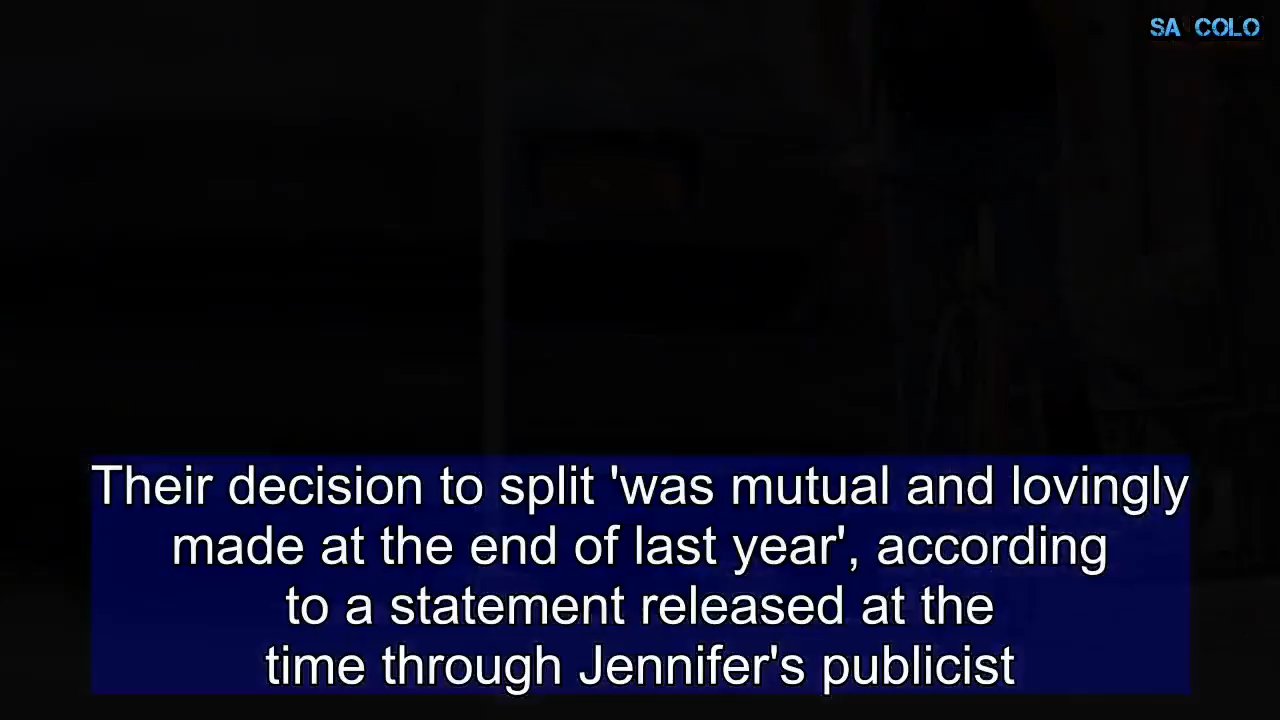 SA COLO
Their decision to split 'was mutual and lovingly
made at the end of last year', according
to a statement released at the
time through Jennifer's publicist